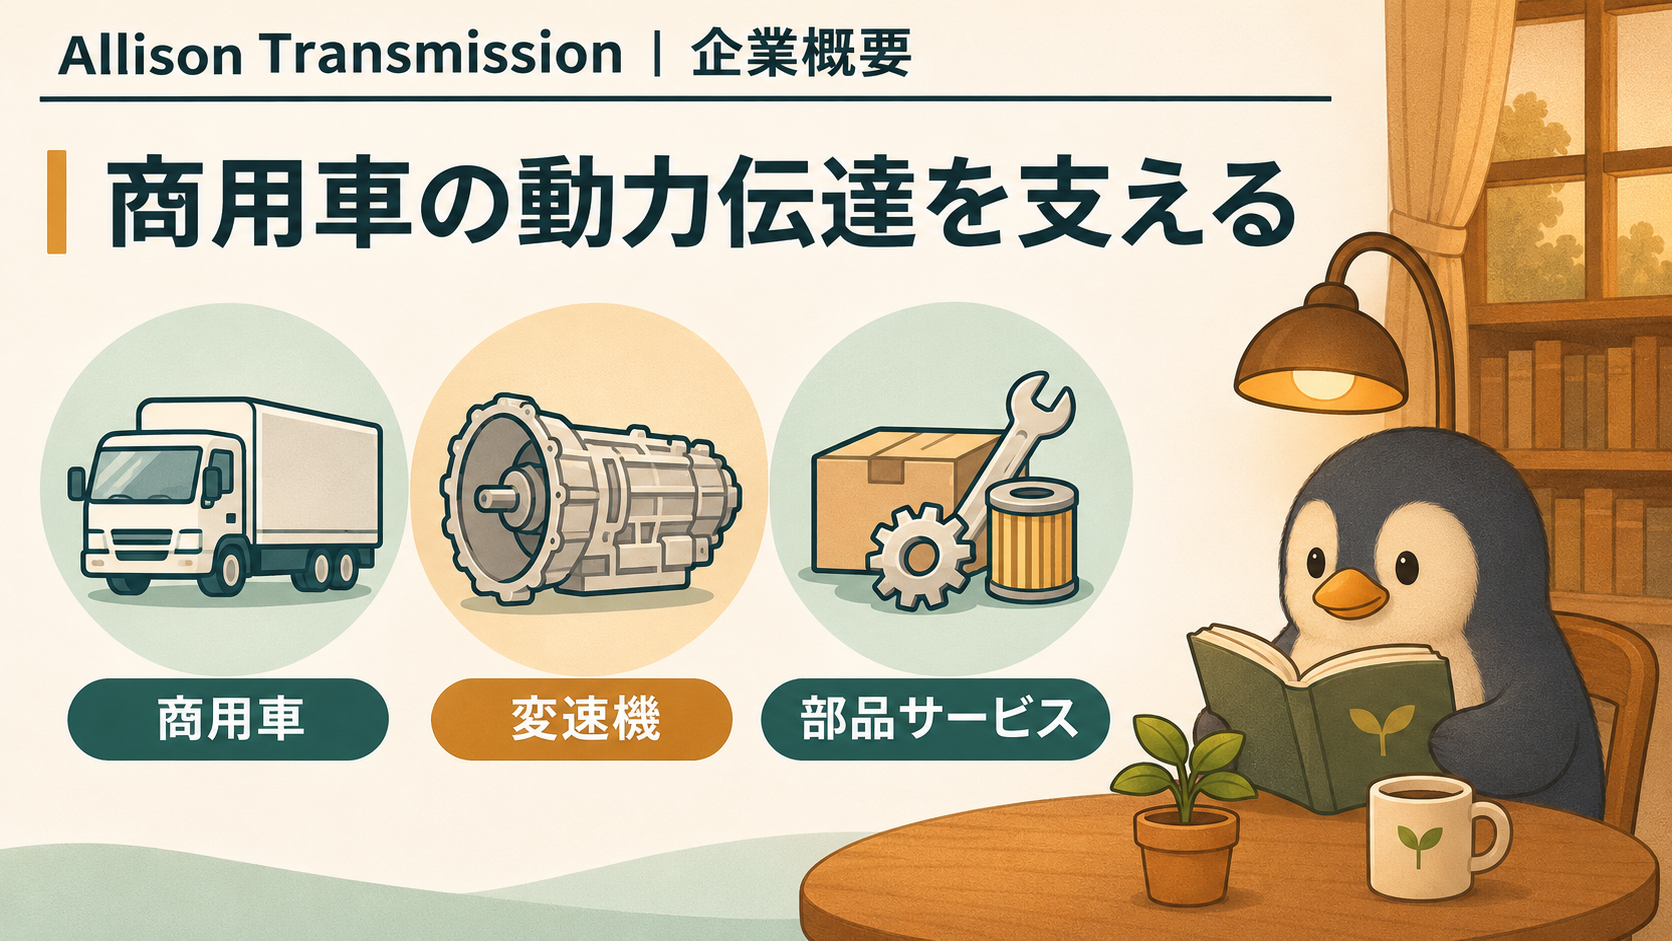 Allison Transmission | 企業概要
商用車の動力伝達を支える
商用車
変速機
部品サービス